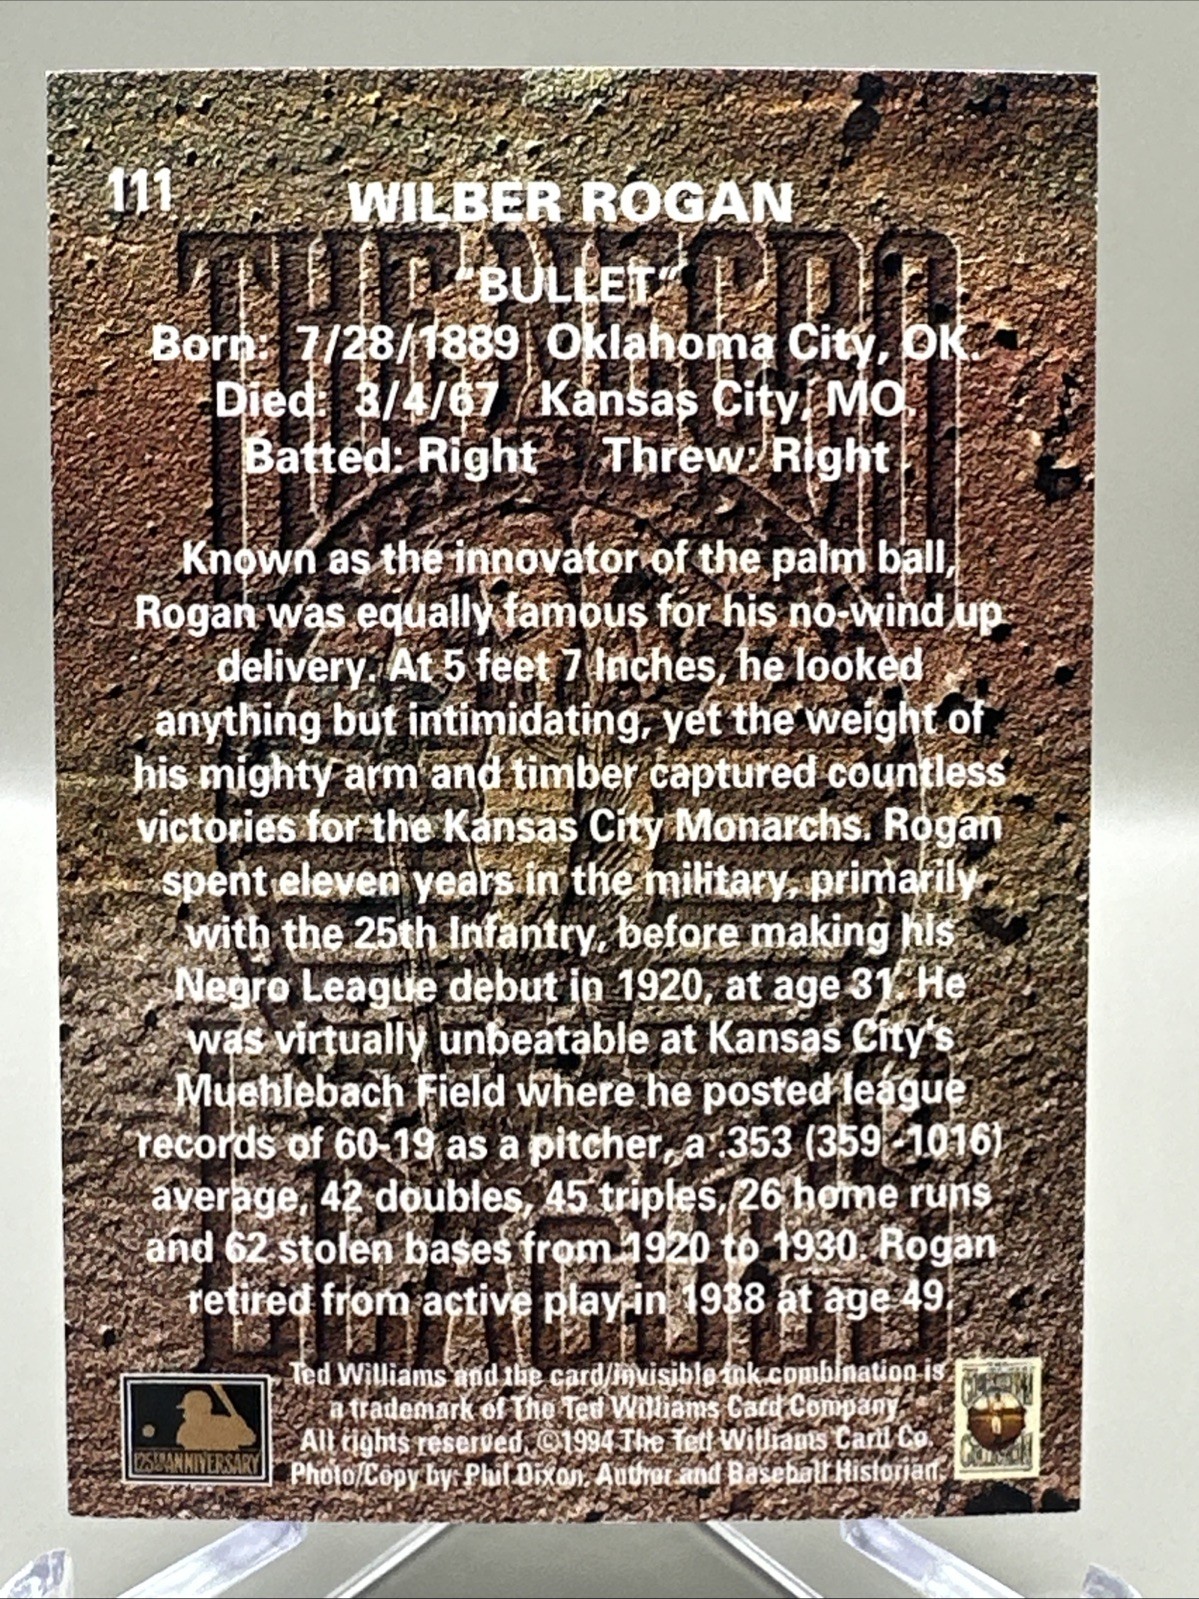 111
WILBER ROGAN
THE NEGRO
"BULLET"
Born: 7/28/1889 Oklahoma City, OK.
Died: 3/4/67 Kansas City, MO.
Batted: Right Threw: Right
Known as the innovator of the palm ball,
Rogan was equally famous for his no-wind up
delivery. At 5 feet 7 Inches, he looked
anything but intimidating, yet the weight of
his mighty arm and timber captured countless
victories for the Kansas City Monarchs. Rogan
spent eleven years in the military, primarily
with the 25th Infantry, before making his
Negro League debut in 1920, at age 31. He
was virtually unbeatable at Kansas City's
Muehlebach Field where he posted league
records of 60-19 as a pitcher, a .353 (359 -1016)
average, 42 doubles, 45 triples, 26 home runs
and 62 stolen bases from 1920 to 1930. Rogan
retired from active play in 1938 at age 49.
Ted Williams and the card/invisible ink combination is
a trademark of The Ted Williams Card Company.
All rights reserved. ©1994 The Ted Williams Card Co.
Photo/Copy by: Phil Dixon, Author and Baseball Historian.
125TH ANNIVERSARY